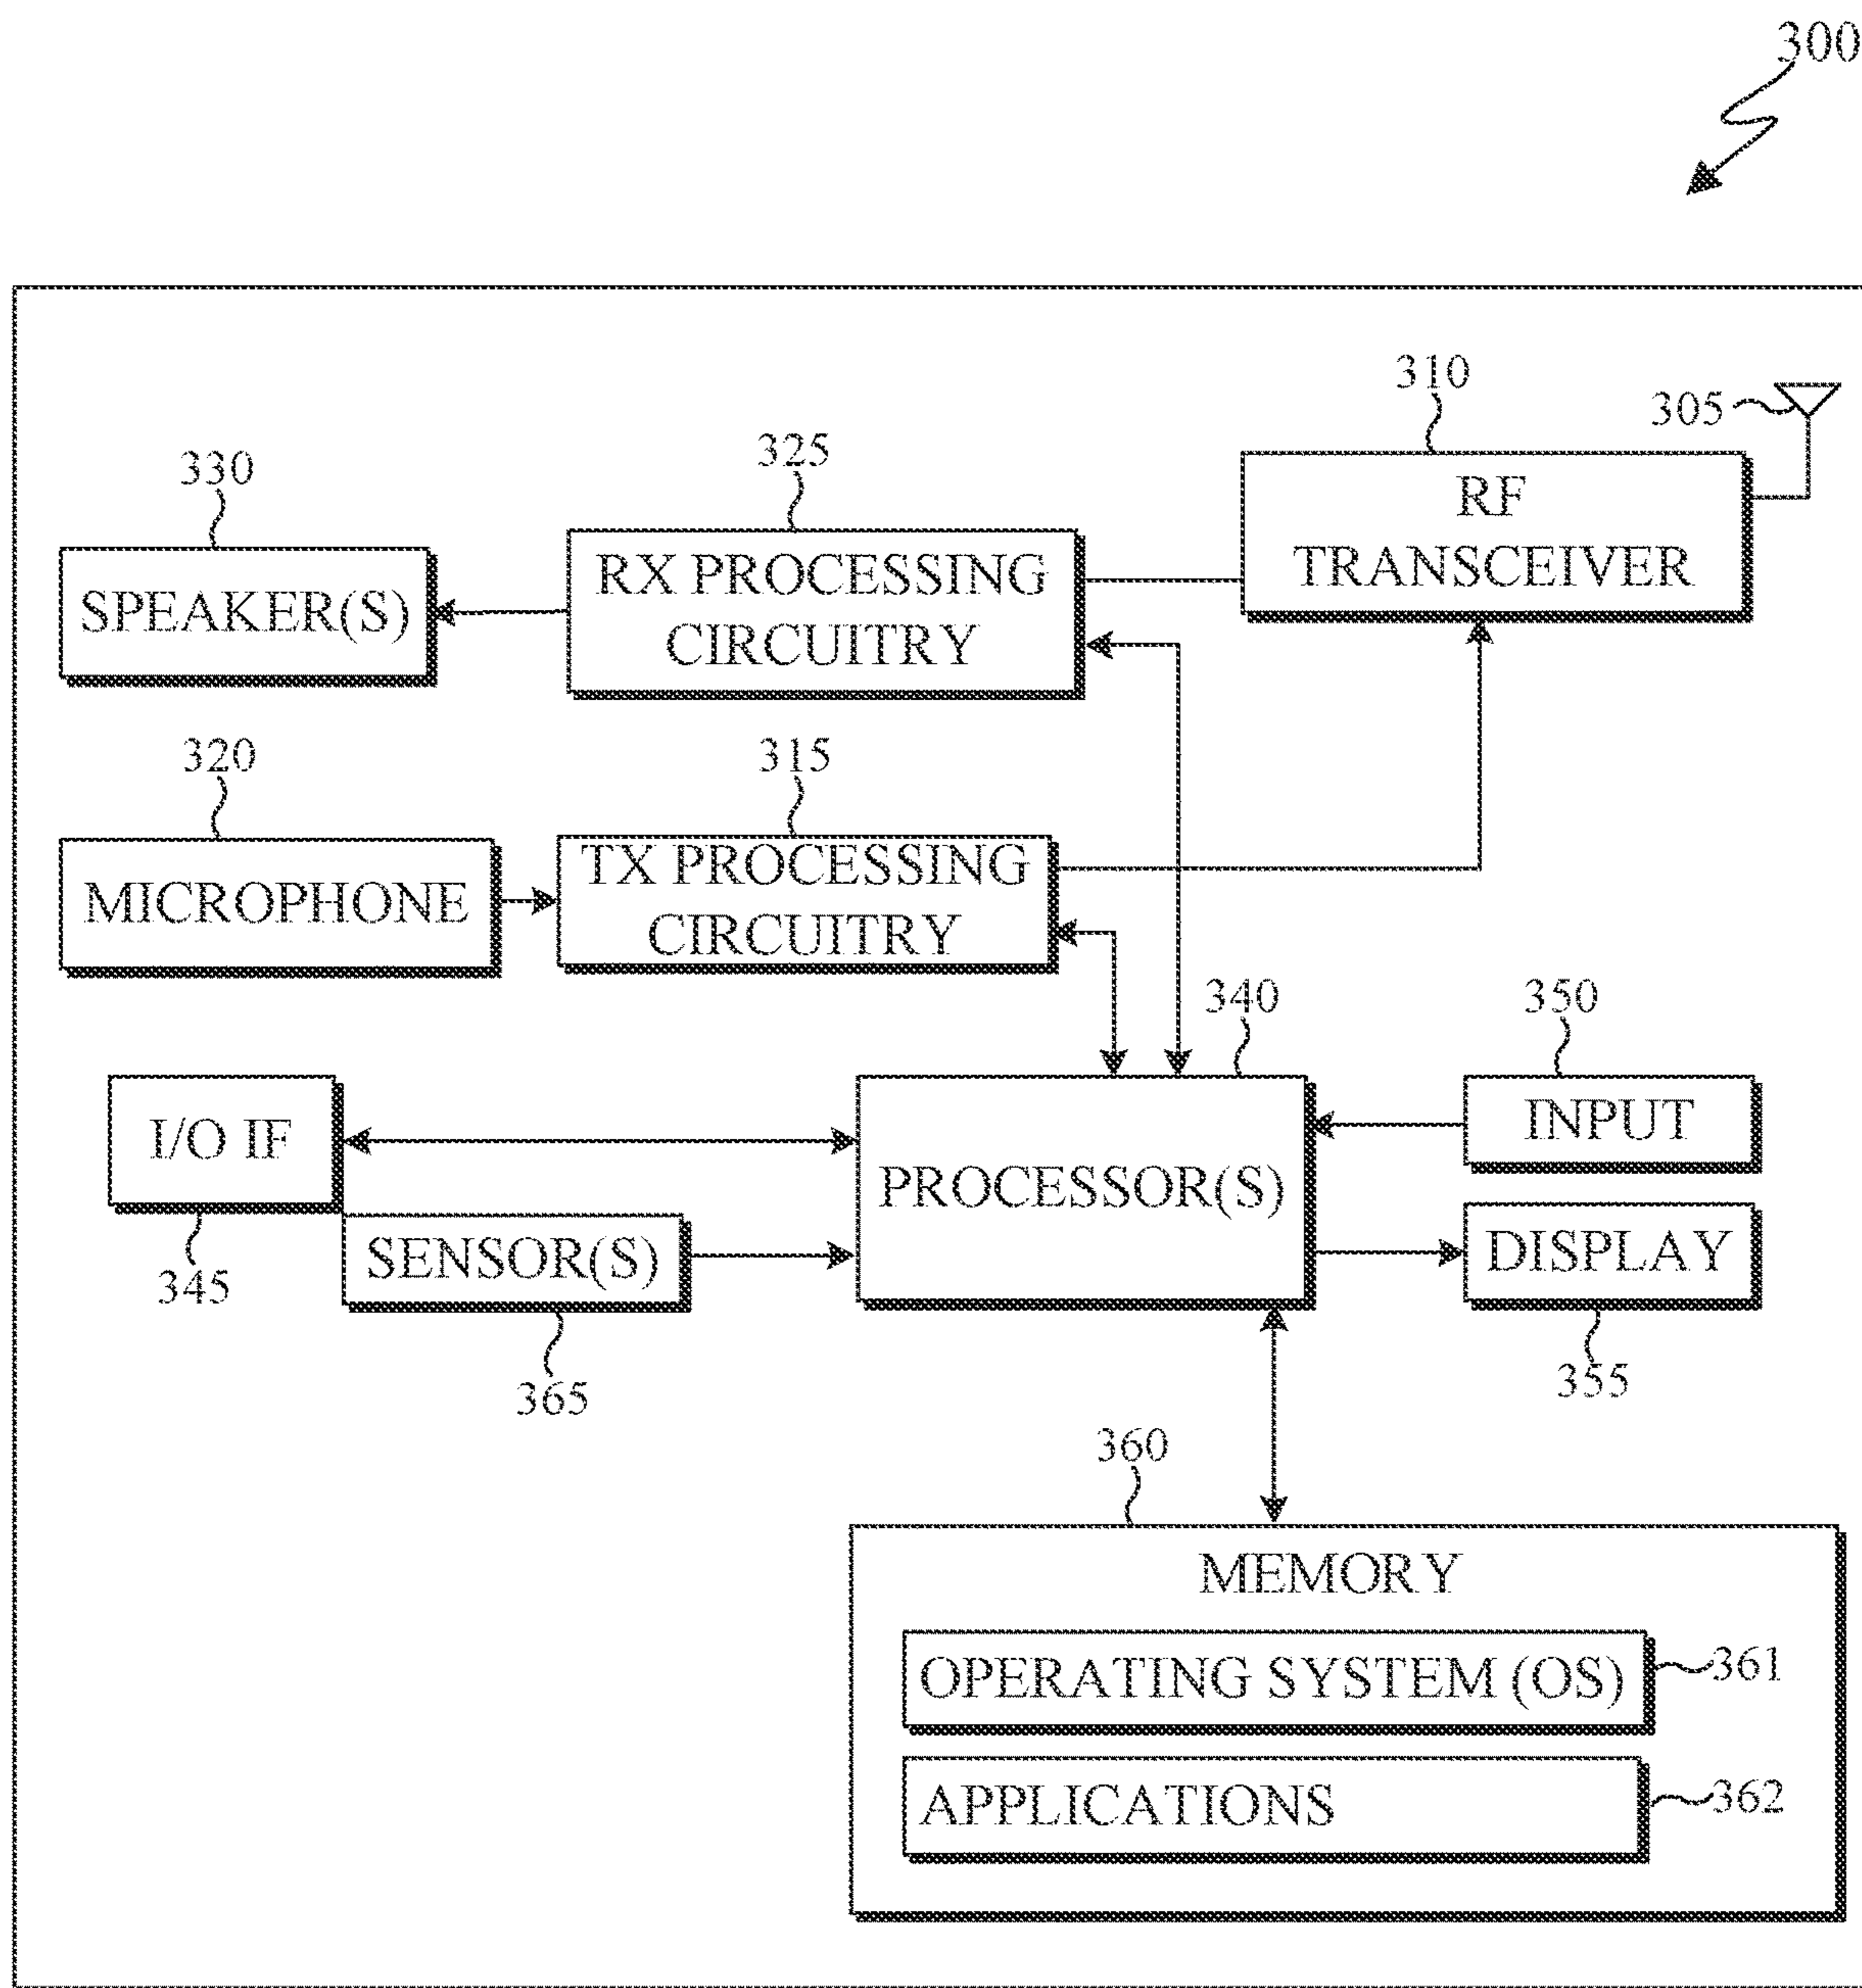 300
310
305
325
330
RF
TRANSCEIVER
RX PROCESSING
CIRCUITRY
SPEAKER(S)
320
315
MICROPHONE
TX PROCESSING
CIRCUITRY
340
350
I/O IF
INPUT
PROCESSOR(S)
SENSOR(S)
DISPLAY
345
365
355
360
MEMORY
OPERATING SYSTEM (OS)
361
APPLICATIONS
362